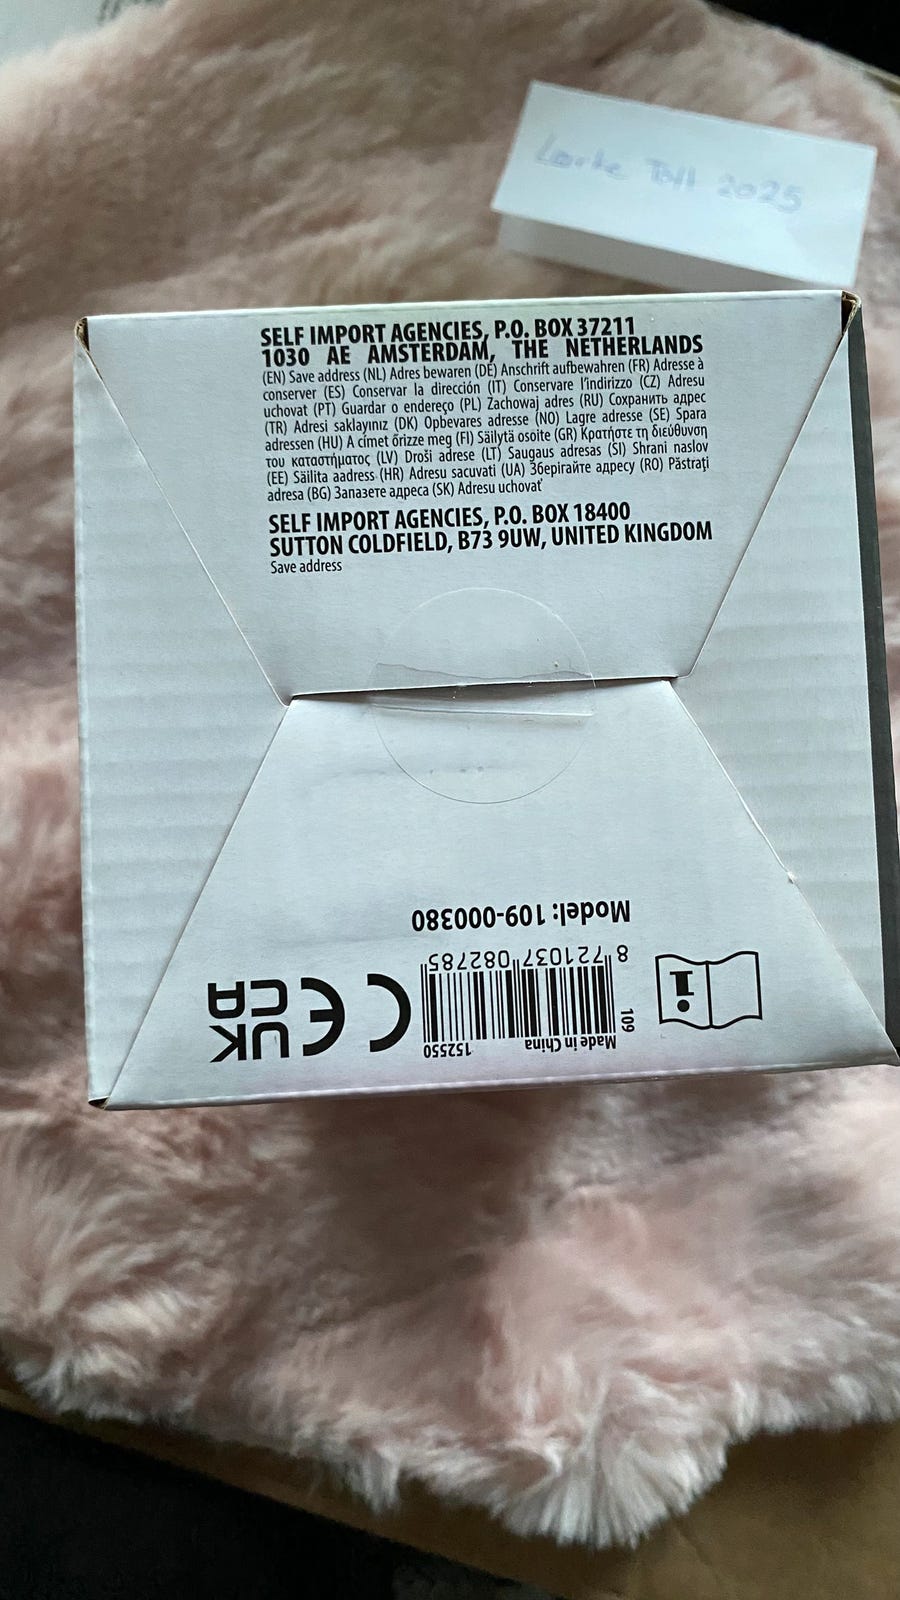 2025
SELF IMPORT AGENCIES, P.O. BOX 37211
1030 AE AMSTERDAM, THE NETHERLANDS
(EN) Save address (NL) Adres bewaren (DE) Anschrift aufbewahren (FR) Adresse à
conserver (ES) Conservar la dirección (IT) Conservare l'indirizzo (CZ) Adresu
uchovat (PT) Guardar o endereço (PL) Zachowaj adres (RU) Сохранить адрес
(TR) Adresi saklayınız (DK) Opbevares adresse (NO) Lagre adresse (SE) Spara
adressen (HU) A címet őrizze meg (FI) Säilytä osoite (GR) Κρατήστε τη διεύθυνση
του καταστήματος (LV) Droši adrese (LT) Saugaus adresas (SI) Shrani naslov
(EE) Säilita aadress (HR) Adresu sacuvati (UA) Зберігайте адресу (RO) Păstrați
adresa (BG) Запазете адреса (SK) Adresu uchovať
SELF IMPORT AGENCIES, P.O. BOX 18400
SUTTON COLDFIELD, B73 9UW, UNITED KINGDOM
Save address
Model: 109-000380
8 721037 082785
109
Made in China
152550
CE
UK
CA